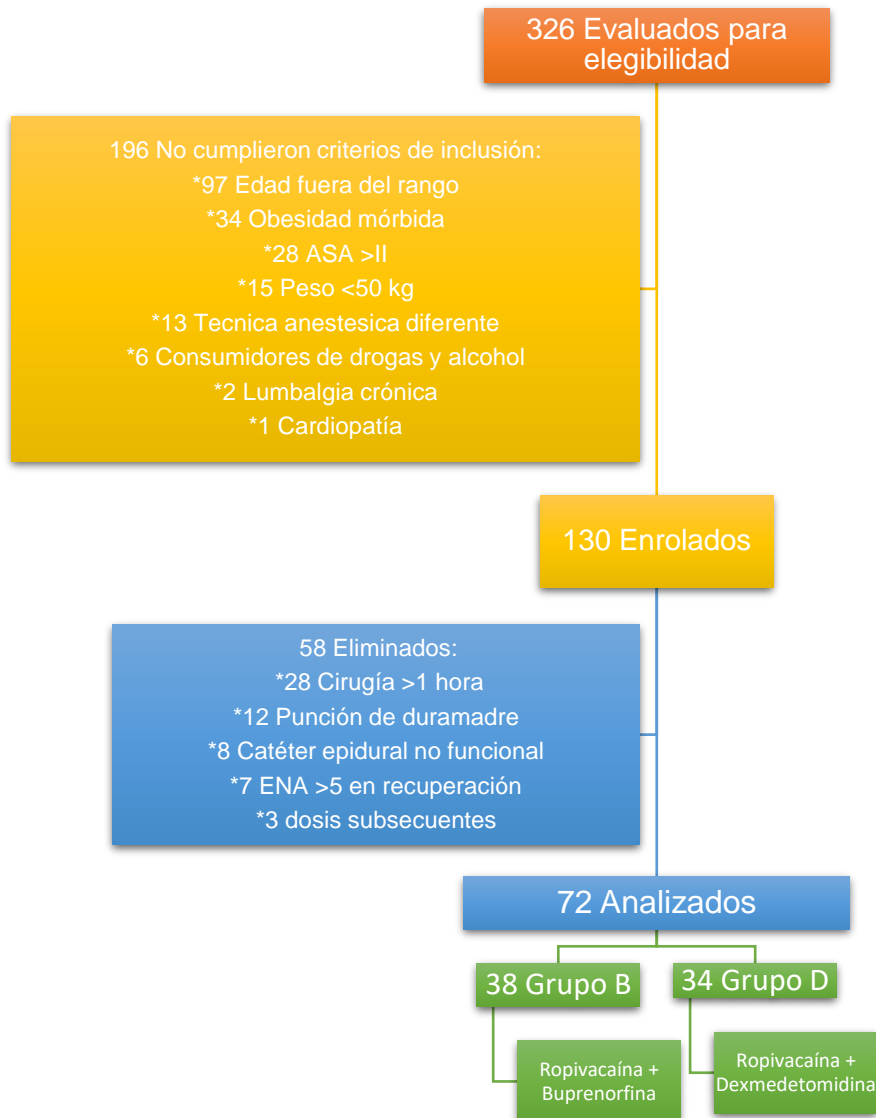 326 Evaluados para
elegibilidad
196 No cumplieron criterios de inclusión:
*97 Edad fuera del rango
*34 Obesidad mórbida
*28 ASA >II
*15 Peso <50 kg
*13 Tecnica anestesica diferente
*6 Consumidores de drogas y alcohol
*2 Lumbalgia crónica
*1 Cardiopatía
130 Enrolados
58 Eliminados:
*28 Cirugía >1 hora
*12 Punción de duramadre
*8 Catéter epidural no funcional
*7 ENA >5 en recuperación
*3 dosis subsecuentes
72 Analizados
38 Grupo B
34 Grupo D
Ropivacaína +
Buprenorfina
Ropivacaína +
Dexmedetomidina